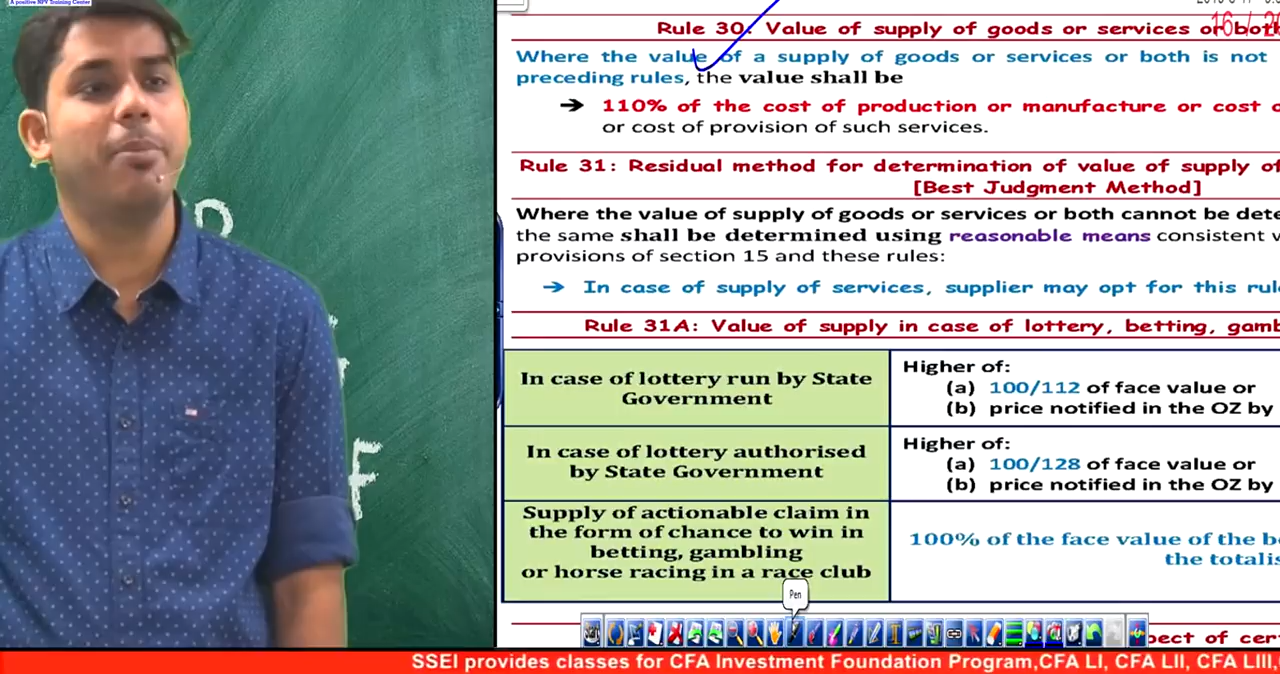 A positive NPV Training Center
Rule 30: Value of supply of goods or services or both
Where the value of a supply of goods or services or both is not
preceding rules, the value shall be
➔ 110% of the cost of production or manufacture or cost o
or cost of provision of such services.
Rule 31: Residual method for determination of value of supply of
[Best Judgment Method]
Where the value of supply of goods or services or both cannot be dete
the same shall be determined using reasonable means consistent
provisions of section 15 and these rules:
➔ In case of supply of services, supplier may opt for this rul
Rule 31A: Value of supply in case of lottery, betting, gamb
In case of lottery run by State
Government
Higher of:
(a) 100/112 of face value or
(b) price notified in the OZ by
In case of lottery authorised
by State Government
Higher of:
(a) 100/128 of face value or
(b) price notified in the OZ by
Supply of actionable claim in
the form of chance to win in
betting, gambling
or horse racing in a race club
100% of the face value of the be
the totalis
Pen
pect of cer
F
SSEI provides classes for CFA Investment Foundation Program,CFA LI, CFA LII, CFA LIII,